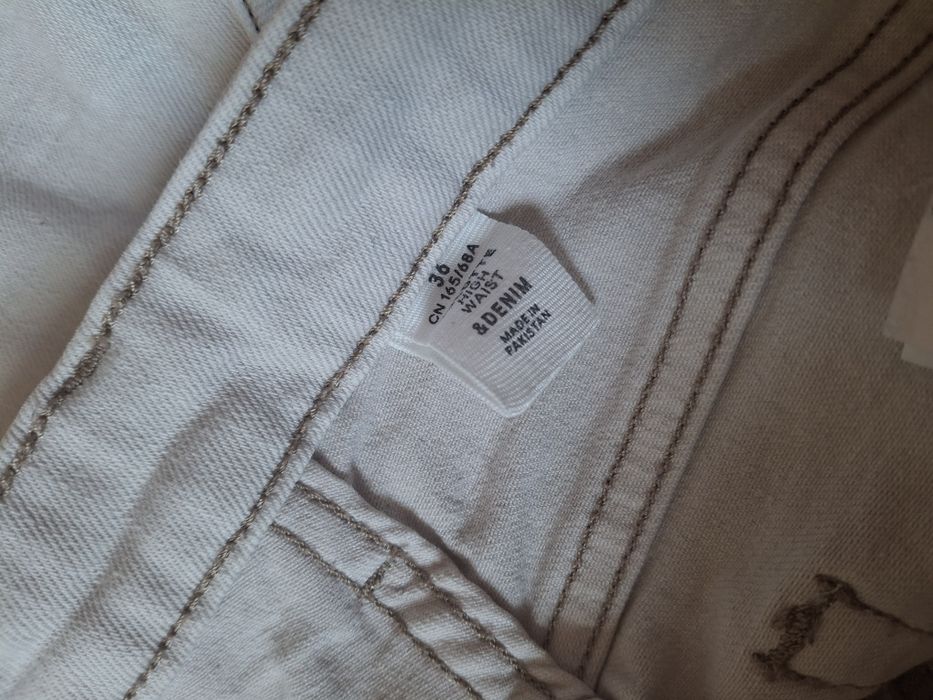 36
CN 165/68A
HIGH
WAIST
&DENIM
MADE IN
PAKISTAN